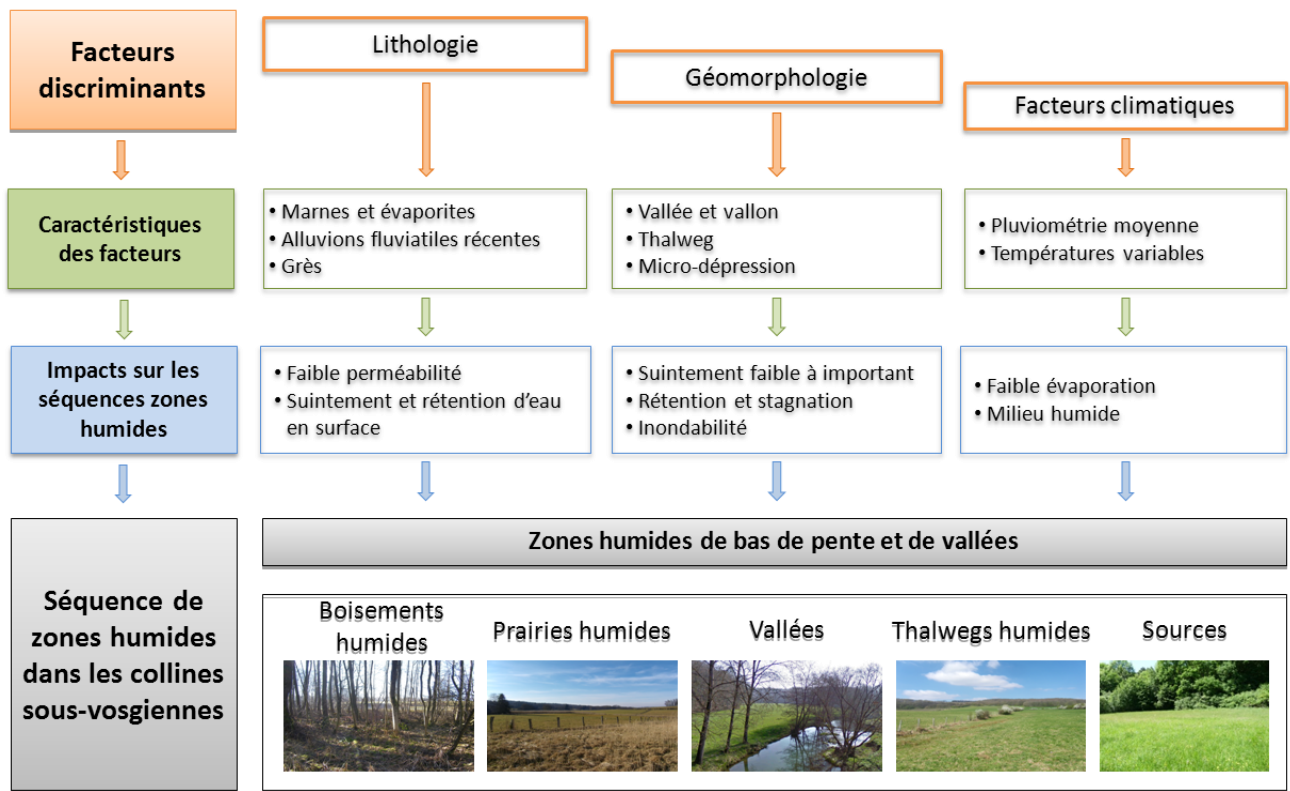 Facteurs
discriminants
Lithologie
Géomorphologie
Facteurs climatiques
Caractéristiques
des facteurs
• Marnes et évaporites
• Alluvions fluviatiles récentes
• Grès
• Vallée et vallon
• Thalweg
• Micro-dépression
• Pluviométrie moyenne
• Températures variables
Impacts sur les
séquences zones
humides
• Faible perméabilité
• Suintement et rétention d'eau
en surface
• Suintement faible à important
• Rétention et stagnation
• Inondabilité
• Faible évaporation
• Milieu humide
Séquence de
zones humides
dans les collines
sous-vosgiennes
Zones humides de bas de pente et de vallées
Boisements
humides
Prairies humides
Vallées
Thalwegs humides
Sources